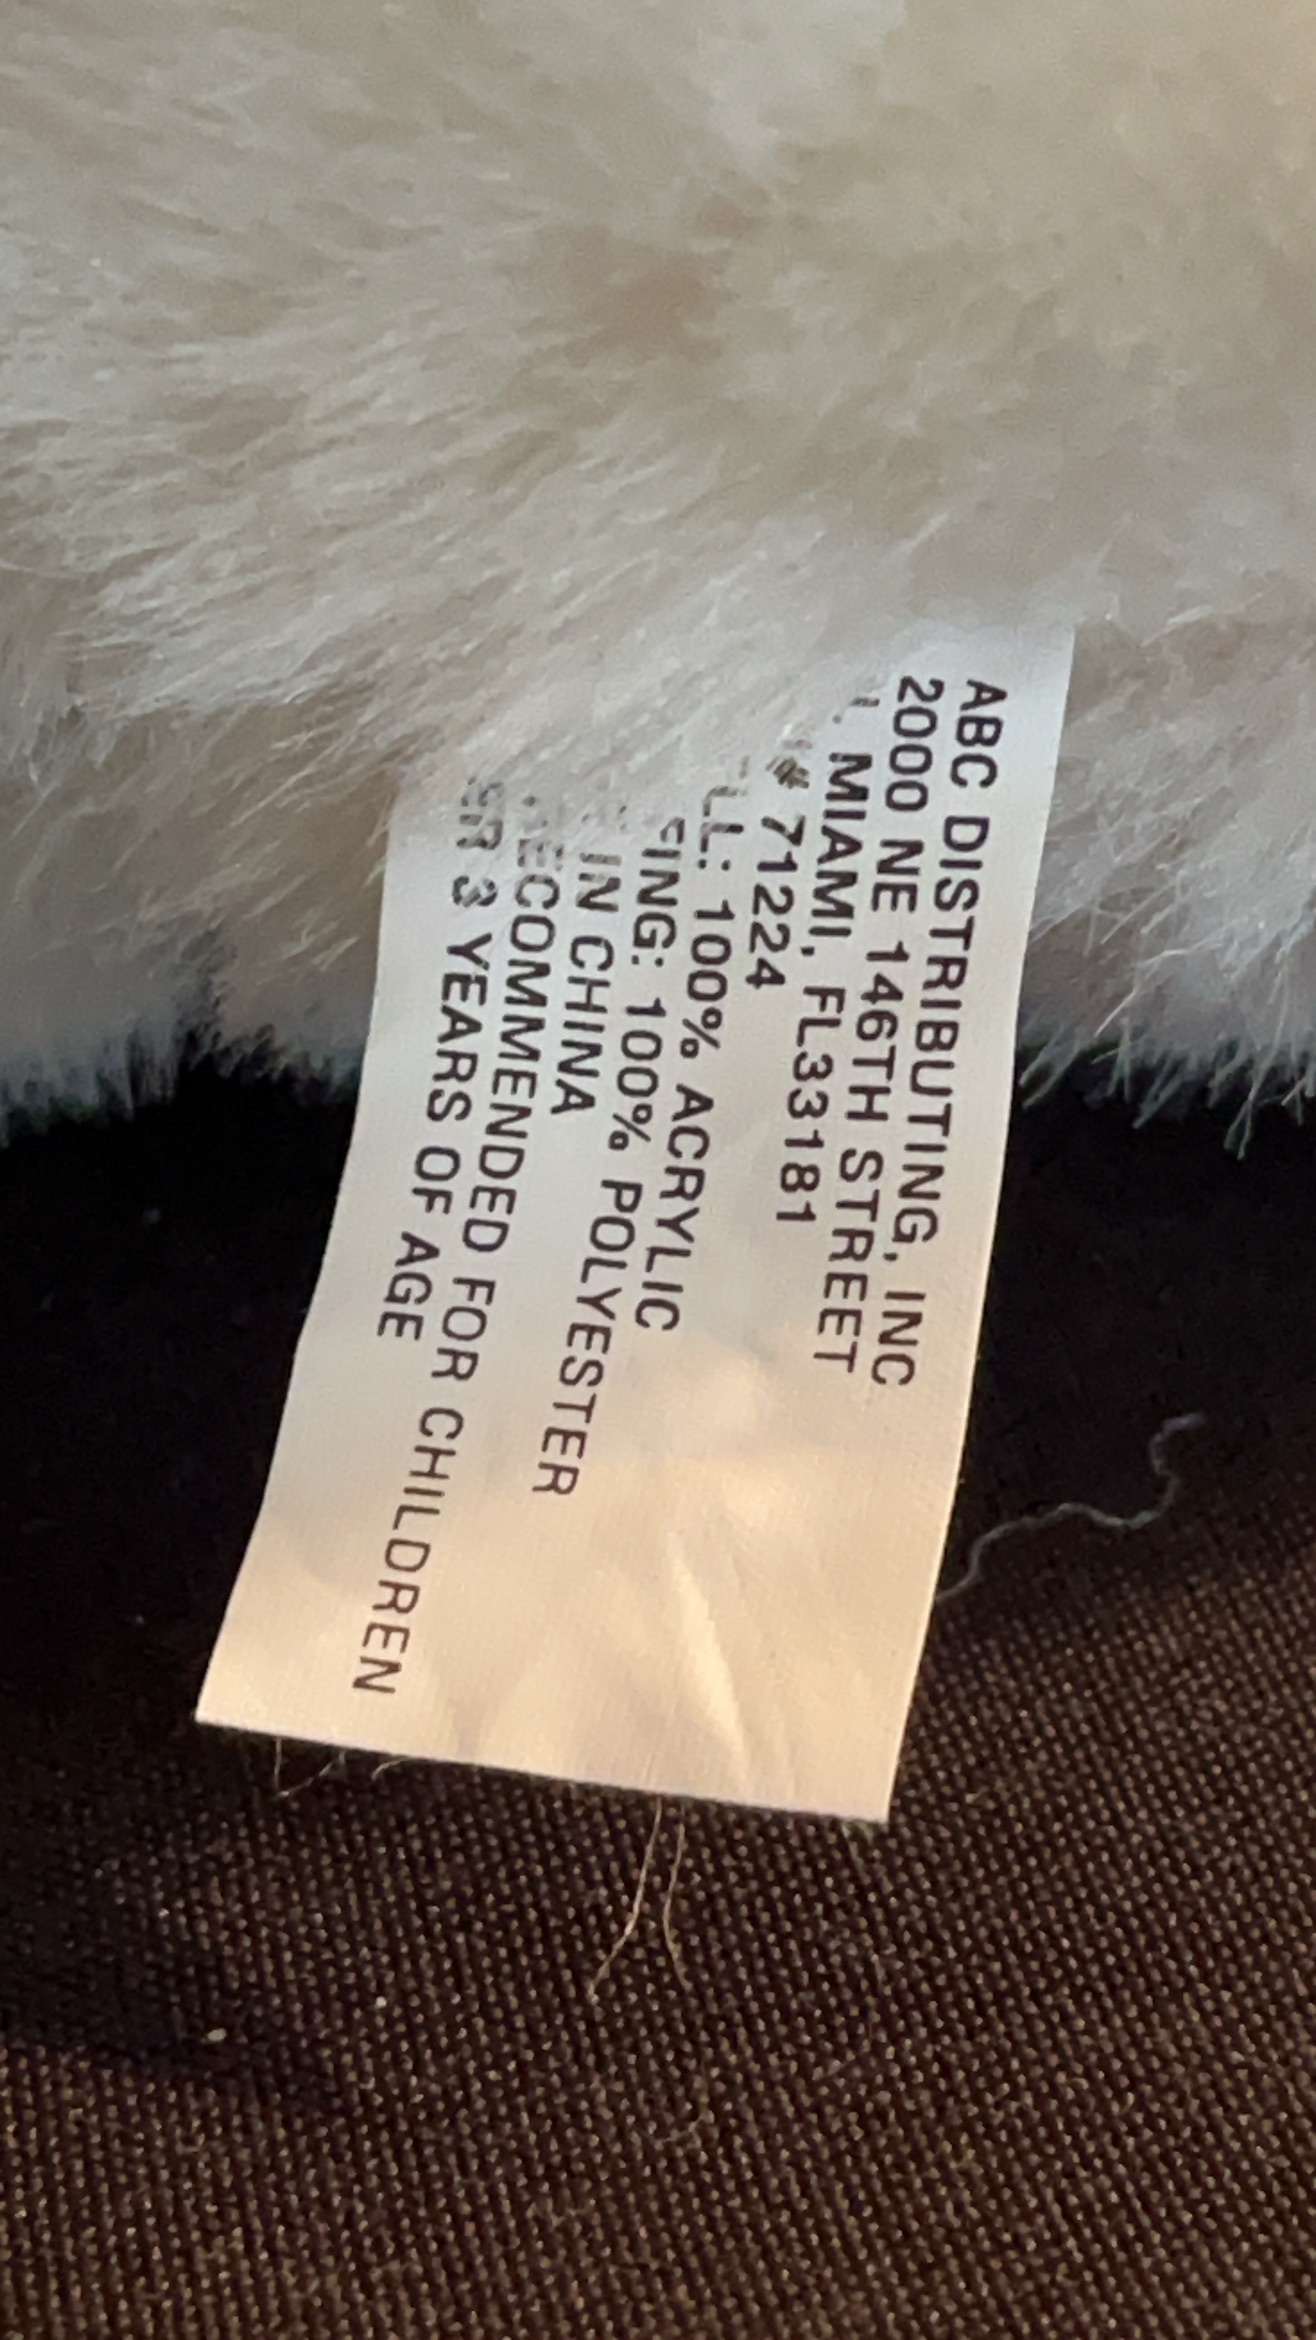 ABC DISTRIBUTING, INC
2000 NE 146TH STREET
MIAMI, FL33181
# 71224
100% ACRYLIC
100% POLYESTER
IN CHINA
RECOMMENDED FOR CHILDREN
3 YEARS OF AGE